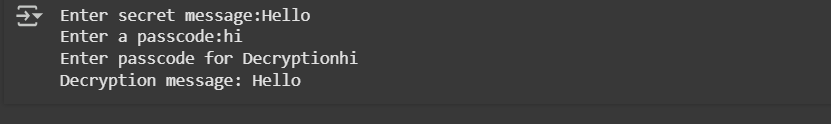 Enter secret message:Hello
Enter a passcode:hi
Enter passcode for Decryptionhi
Decryption message: Hello